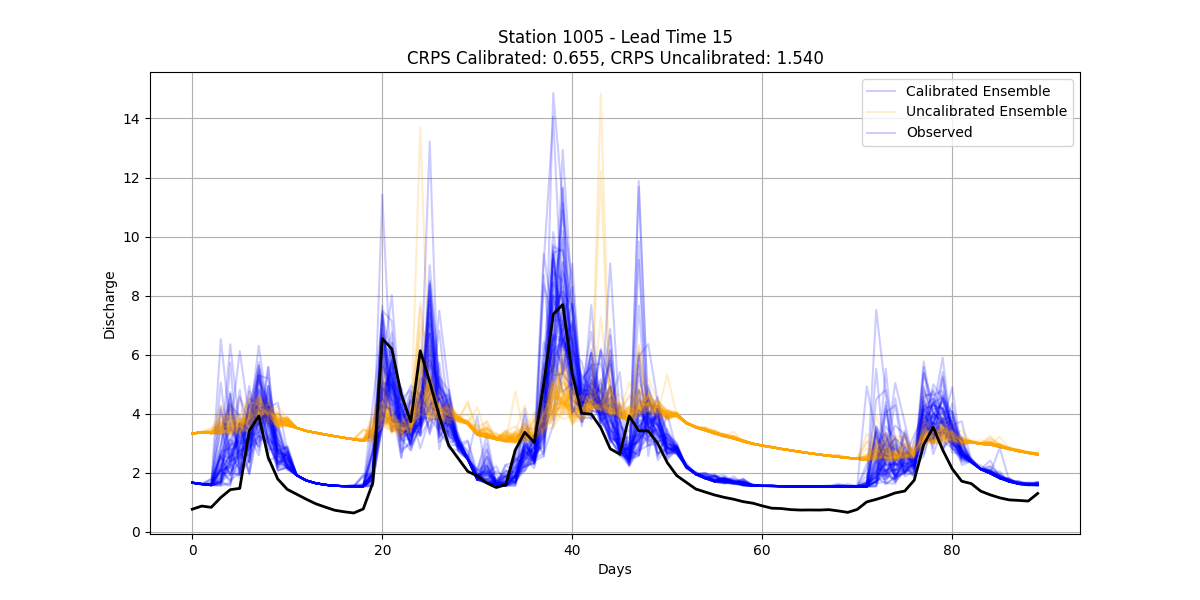 Station 1005 - Lead Time 15
CRPS Calibrated: 0.655, CRPS Uncalibrated: 1.540
Calibrated Ensemble
Uncalibrated Ensemble
Observed
14
12
10
8
6
4
2
0
Discharge
0 20 40 60 80
Days